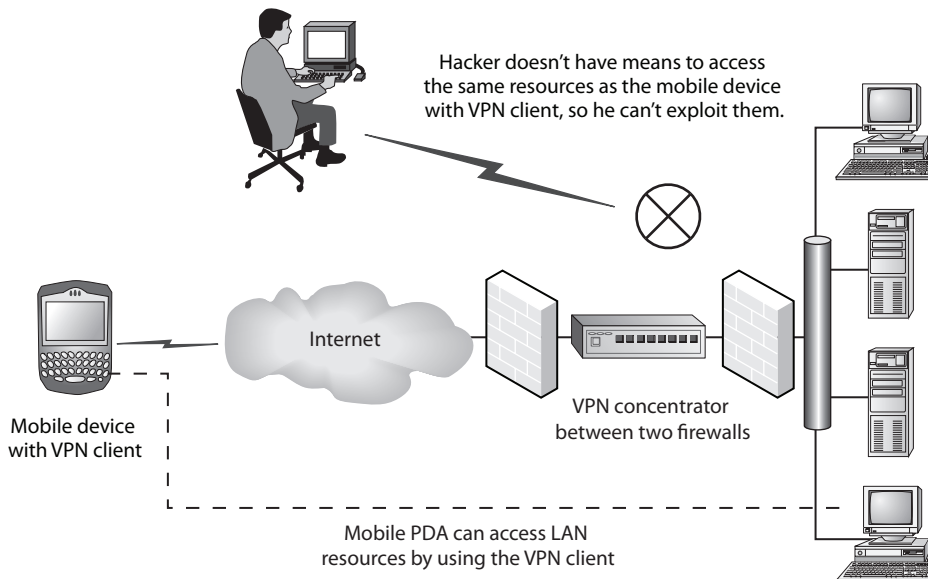 Hacker doesn't have means to access
the same resources as the mobile device
with VPN client, so he can't exploit them.
Internet
Mobile device
with VPN client
VPN concentrator
between two firewalls
Mobile PDA can access LAN
resources by using the VPN client